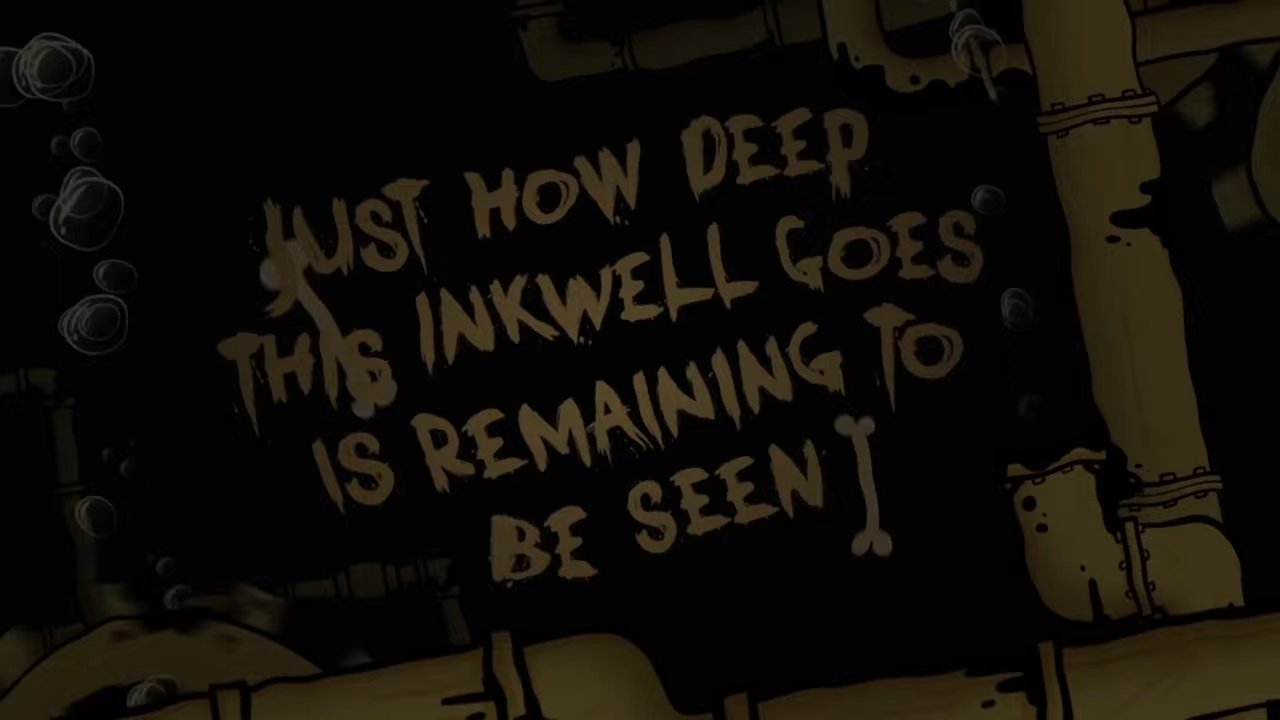 JUST HOW DEEP
THIS INKWELL GOES
IS REMAINING TO
BE SEEN